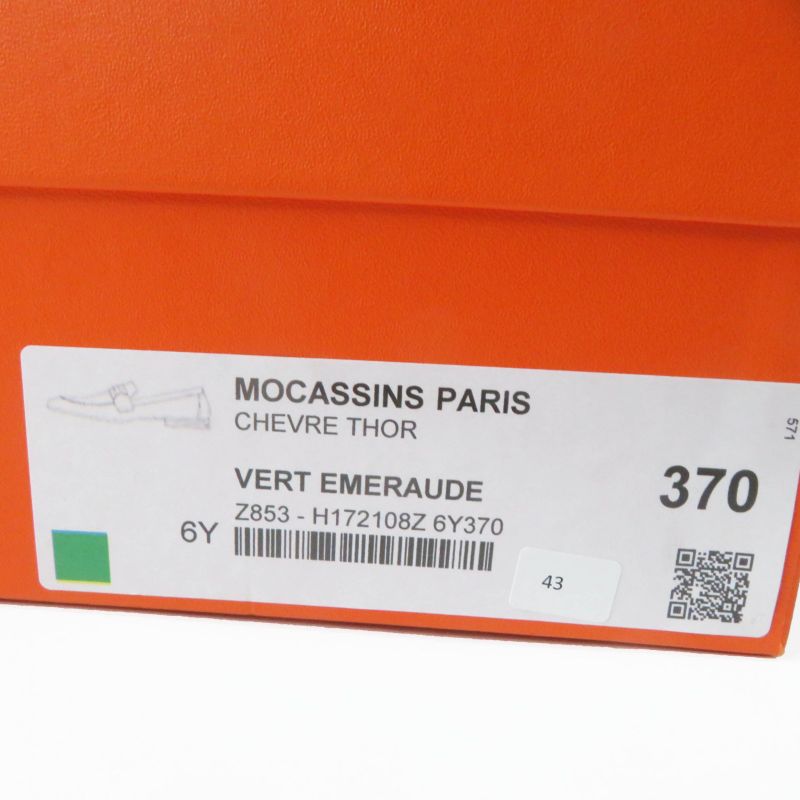 MOCASSINS PARIS
CHEVRE THOR
571
VERT EMERAUDE
370
Z853 - H172108Z 6Y370
6Y
43